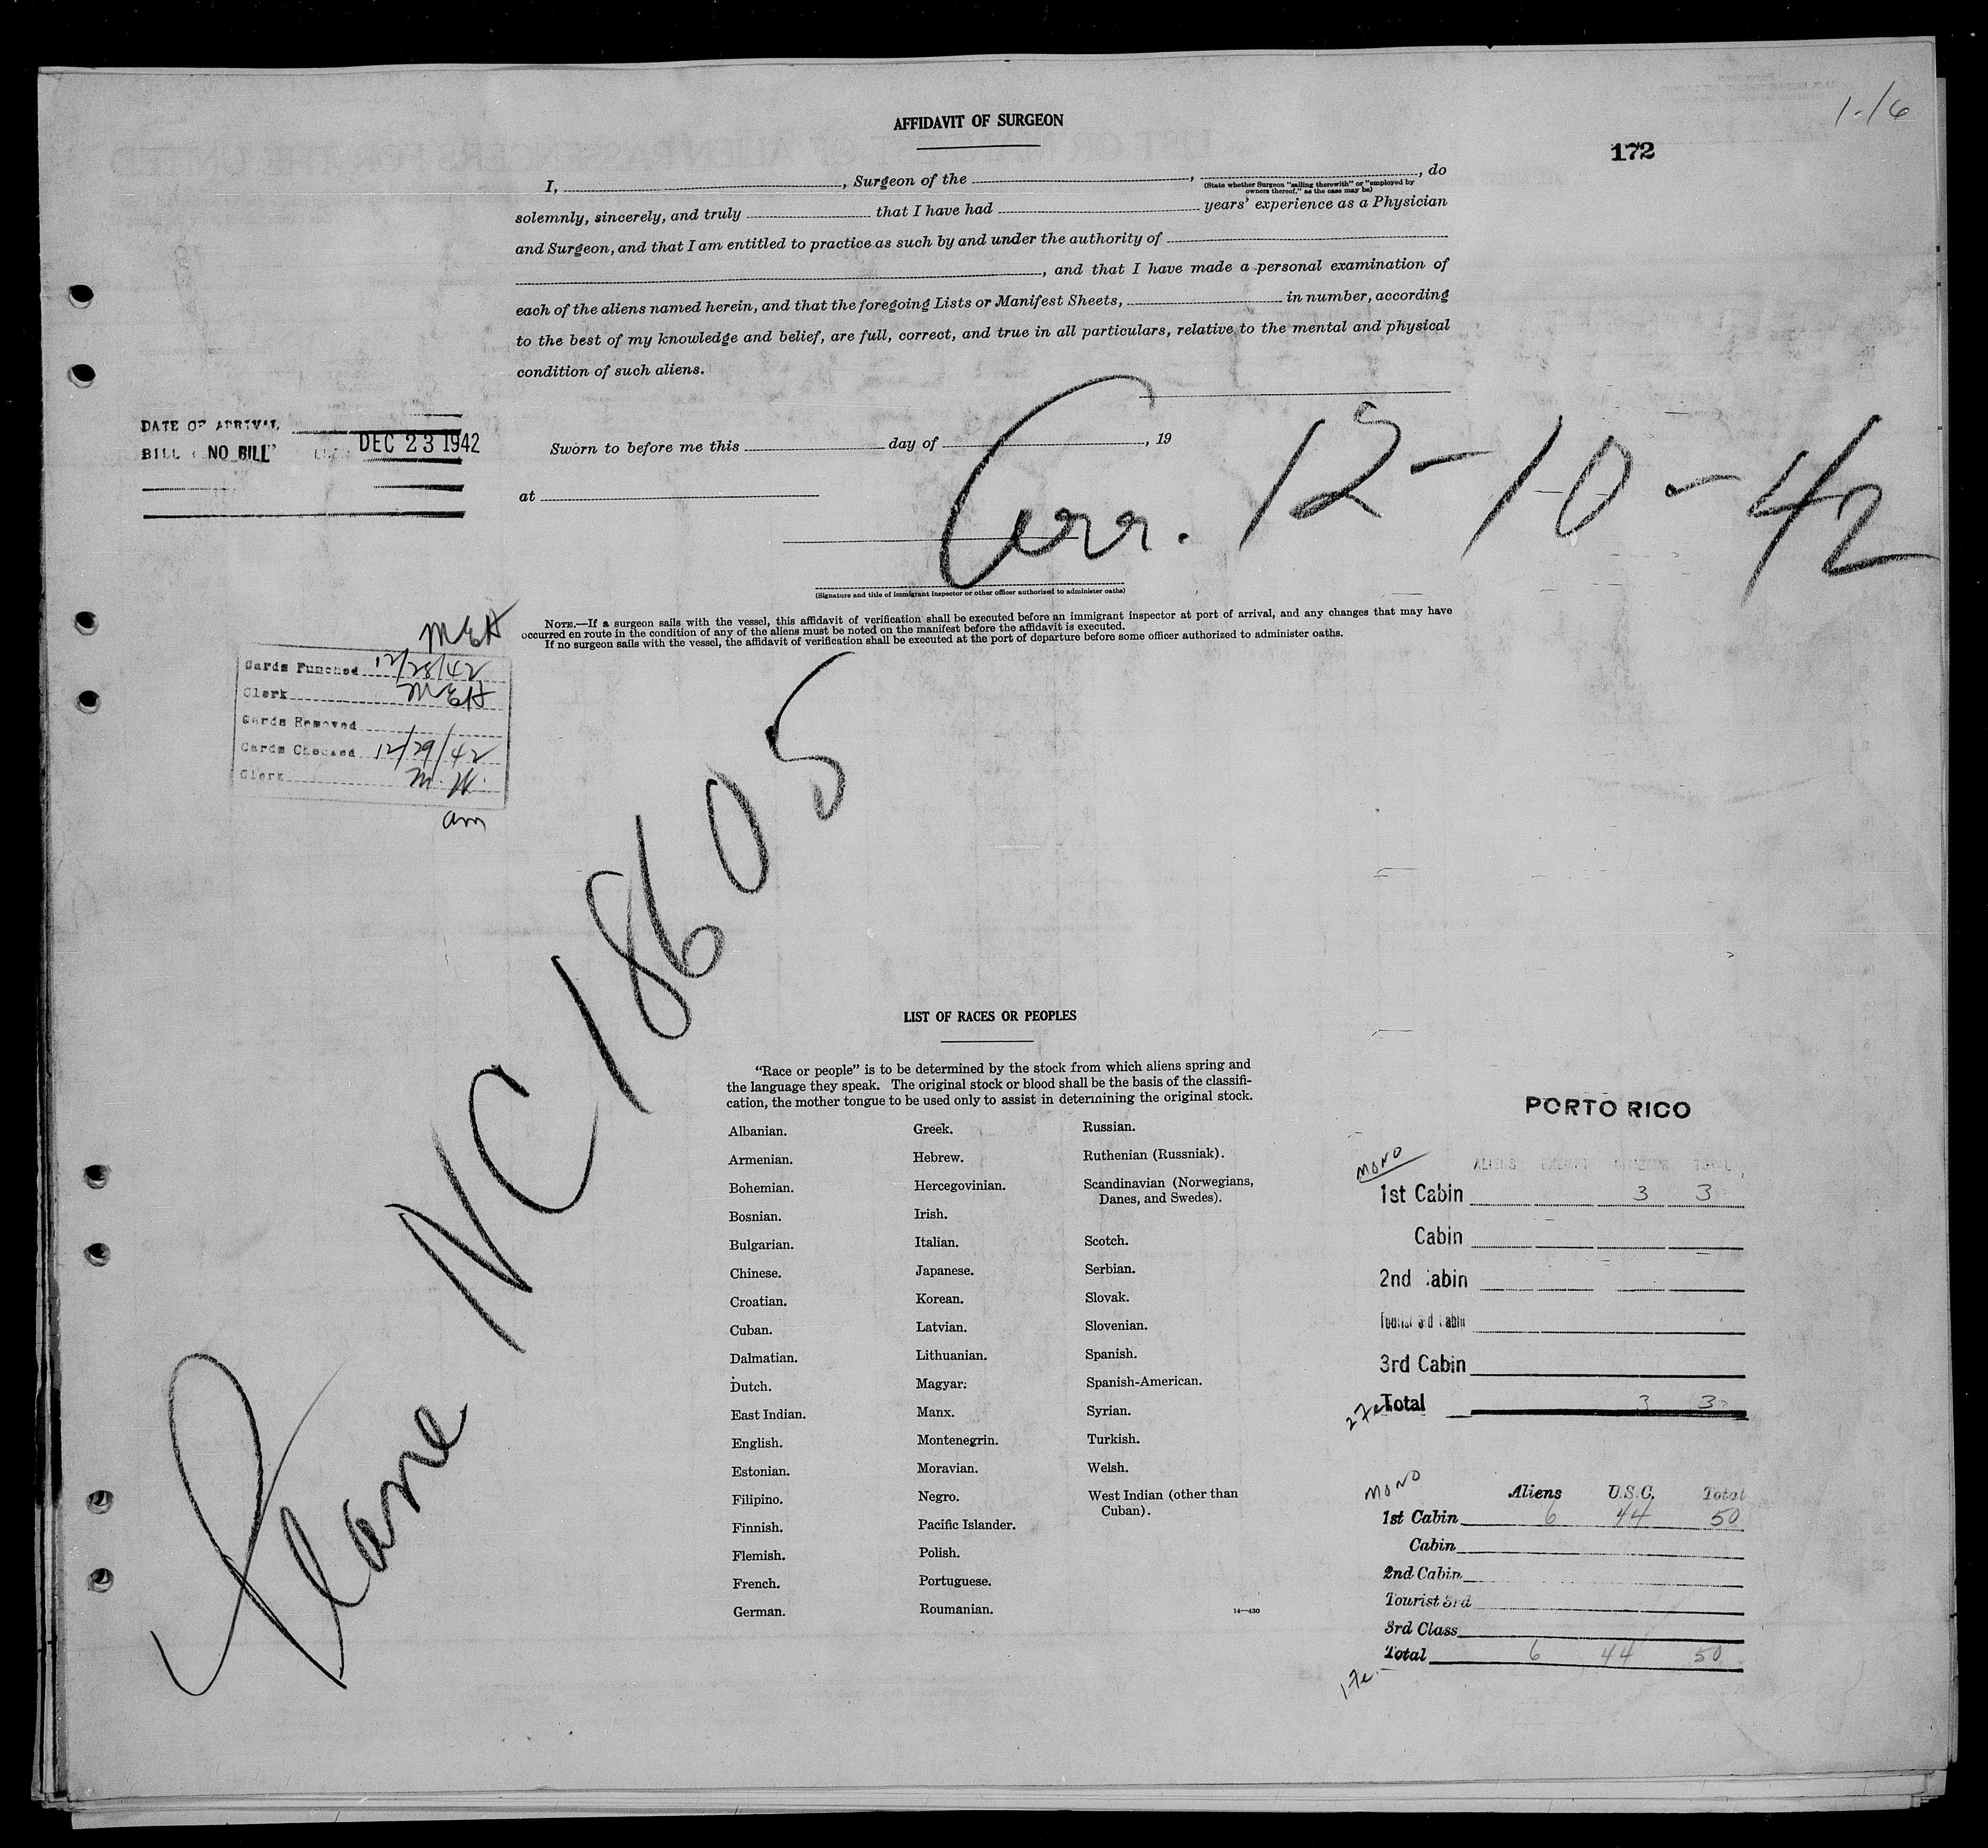 1-16
172
AFFIDAVIT OF SURGEON
I, , Surgeon of the , , do
(State whether Surgeon "sailing therewith" or "employed by
owners thereof," as the case may be)
solemnly, sincerely, and truly that I have had years' experience as a Physician
and Surgeon, and that I am entitled to practice as such by and under the authority of
, and that I have made a personal examination of
each of the aliens named herein, and that the foregoing Lists or Manifest Sheets, in number, according
to the best of my knowledge and belief, are full, correct, and true in all particulars, relative to the mental and physical
condition of such aliens.
DATE OF ARRIVAL
BILL "NO BILL" DEC 23 1942
Sworn to before me this day of , 19
at
Arr. 12-10-42
(Signature and title of immigrant inspector or other officer authorized to administer oaths)
NOTE.—If a surgeon sails with the vessel, this affidavit of verification shall be executed before an immigrant inspector at port of arrival, and any changes that may have
occurred en route in the condition of any of the aliens must be noted on the manifest before the affidavit is executed.
If no surgeon sails with the vessel, the affidavit of verification shall be executed at the port of departure before some officer authorized to administer oaths.
MEH
Cards Punched 12/28/42
Clerk MEH
Cards Removed
Cards Checked 12/29/42
Clerk M.W.
am
Plane NC 18605
LIST OF RACES OR PEOPLES
"Race or people" is to be determined by the stock from which aliens spring and
the language they speak. The original stock or blood shall be the basis of the classifi-
cation, the mother tongue to be used only to assist in determining the original stock.
Albanian.
Armenian.
Bohemian.
Bosnian.
Bulgarian.
Chinese.
Croatian.
Cuban.
Dalmatian.
Dutch.
East Indian.
English.
Estonian.
Filipino.
Finnish.
Flemish.
French.
German.
Greek.
Hebrew.
Hercegovinian.
Irish.
Italian.
Japanese.
Korean.
Latvian.
Lithuanian.
Magyar.
Manx.
Montenegrin.
Moravian.
Negro.
Pacific Islander.
Polish.
Portuguese.
Roumanian.
Russian.
Ruthenian (Russniak).
Scandinavian (Norwegians,
Danes, and Swedes).
Scotch.
Serbian.
Slovak.
Slovenian.
Spanish.
Spanish-American.
Syrian.
Turkish.
Welsh.
West Indian (other than
Cuban).
14—430
PORTO RICO
MONO
ALIENS EXEMPT CITIZENS TOTAL
1st Cabin 3 3
Cabin
2nd Cabin
Tourist 3rd Cabin
3rd Cabin
Total 3 3
MONO
Aliens U.S.C. Total
1st Cabin 6 44 50
Cabin
2nd Cabin
Tourist 3rd
3rd Class
Total 6 44 50